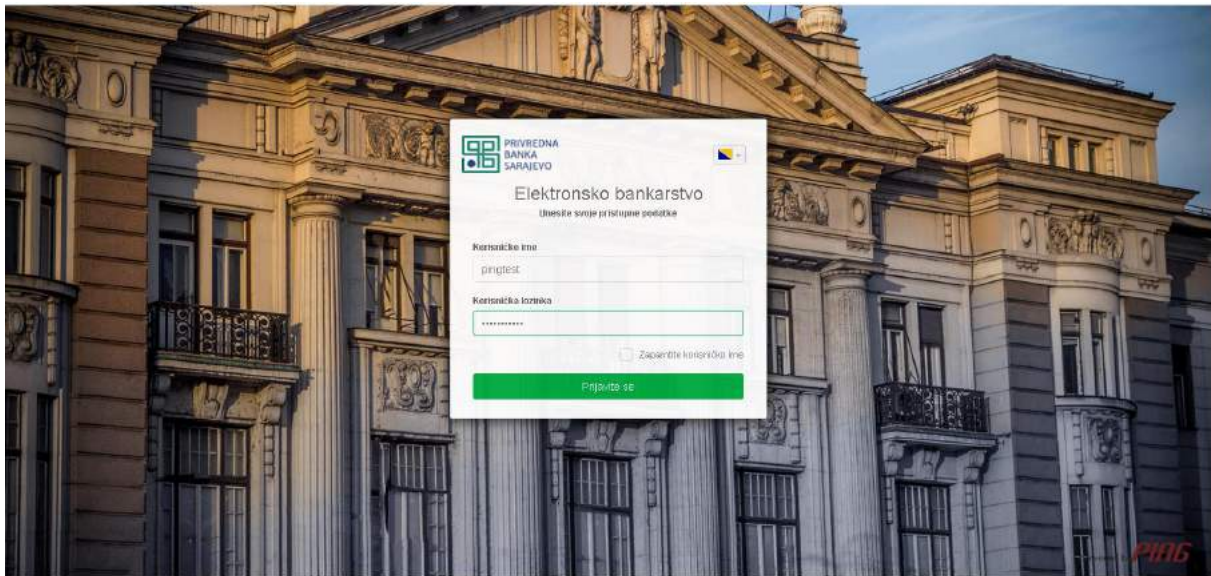 PRIVREDNA
BANKA
SARAJEVO
Elektronsko bankarstvo
Unesite svoje pristupne podatke
Korisničko ime
pingtest
Korisnička lozinka
•••••••••••
Zapamtite korisničko ime
Prijavite se
PING